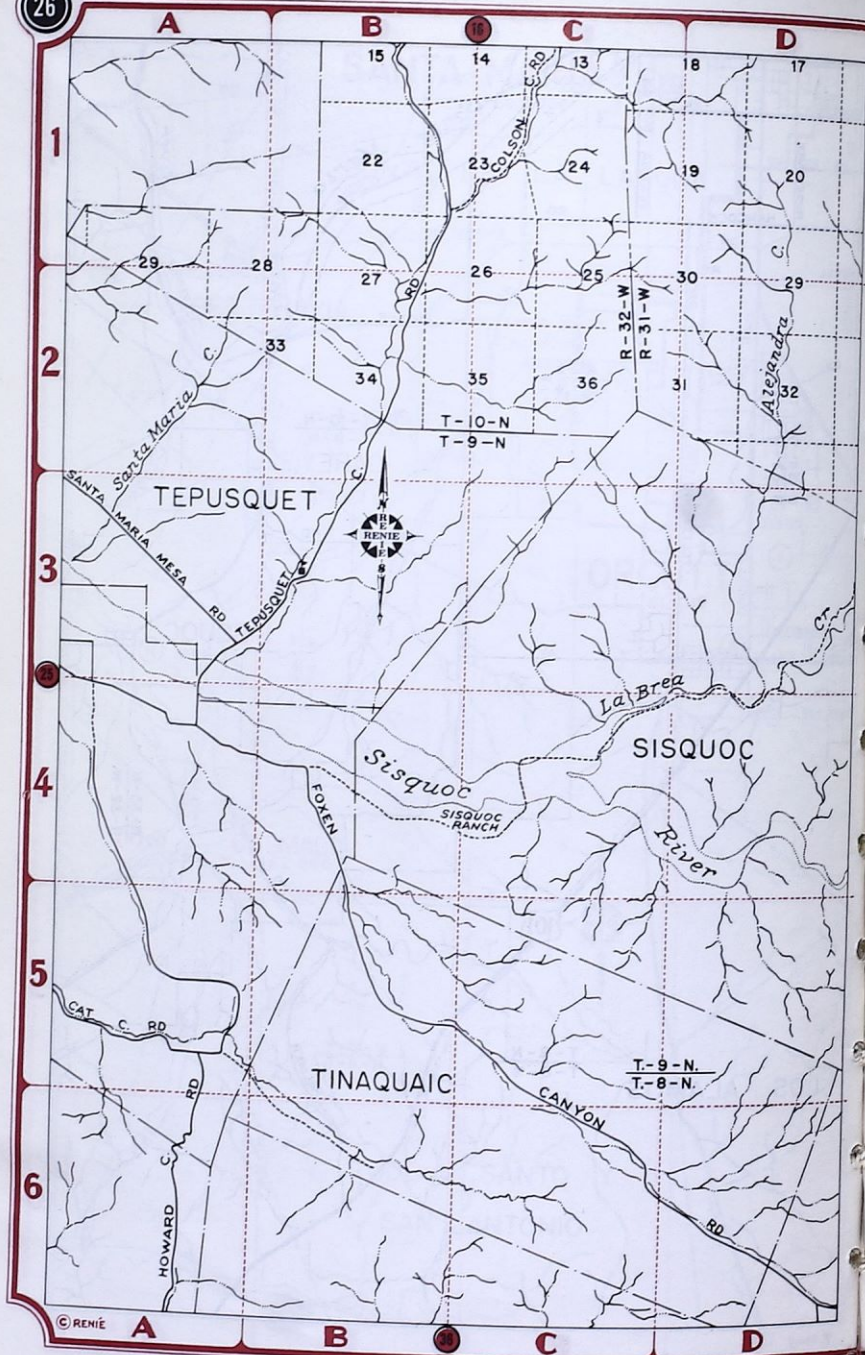 26
A B 16 C D
15 14 13 18 17
COLSON C. RD
1
22 23 24 19 20
29 28 27 26 25 30 29
RD
R-32-W
R-31-W
Alejandra C.
2
33 34 35 36 31 32
Santa Maria C.
T-10-N
T-9-N
SANTA MARIA MESA RD
TEPUSQUET
N
RENIE
RENIE
S
3
TEPUSQUET C.
25
La Brea Cr.
SISQUOC
4
Sisquoc River
SISQUOC RANCH
FOXEN CANYON RD
5
CAT C. RD
TINAQUAIC
T.-9-N.
T.-8-N.
6
HOWARD C. RD
© RENIÉ
A B 36 C D